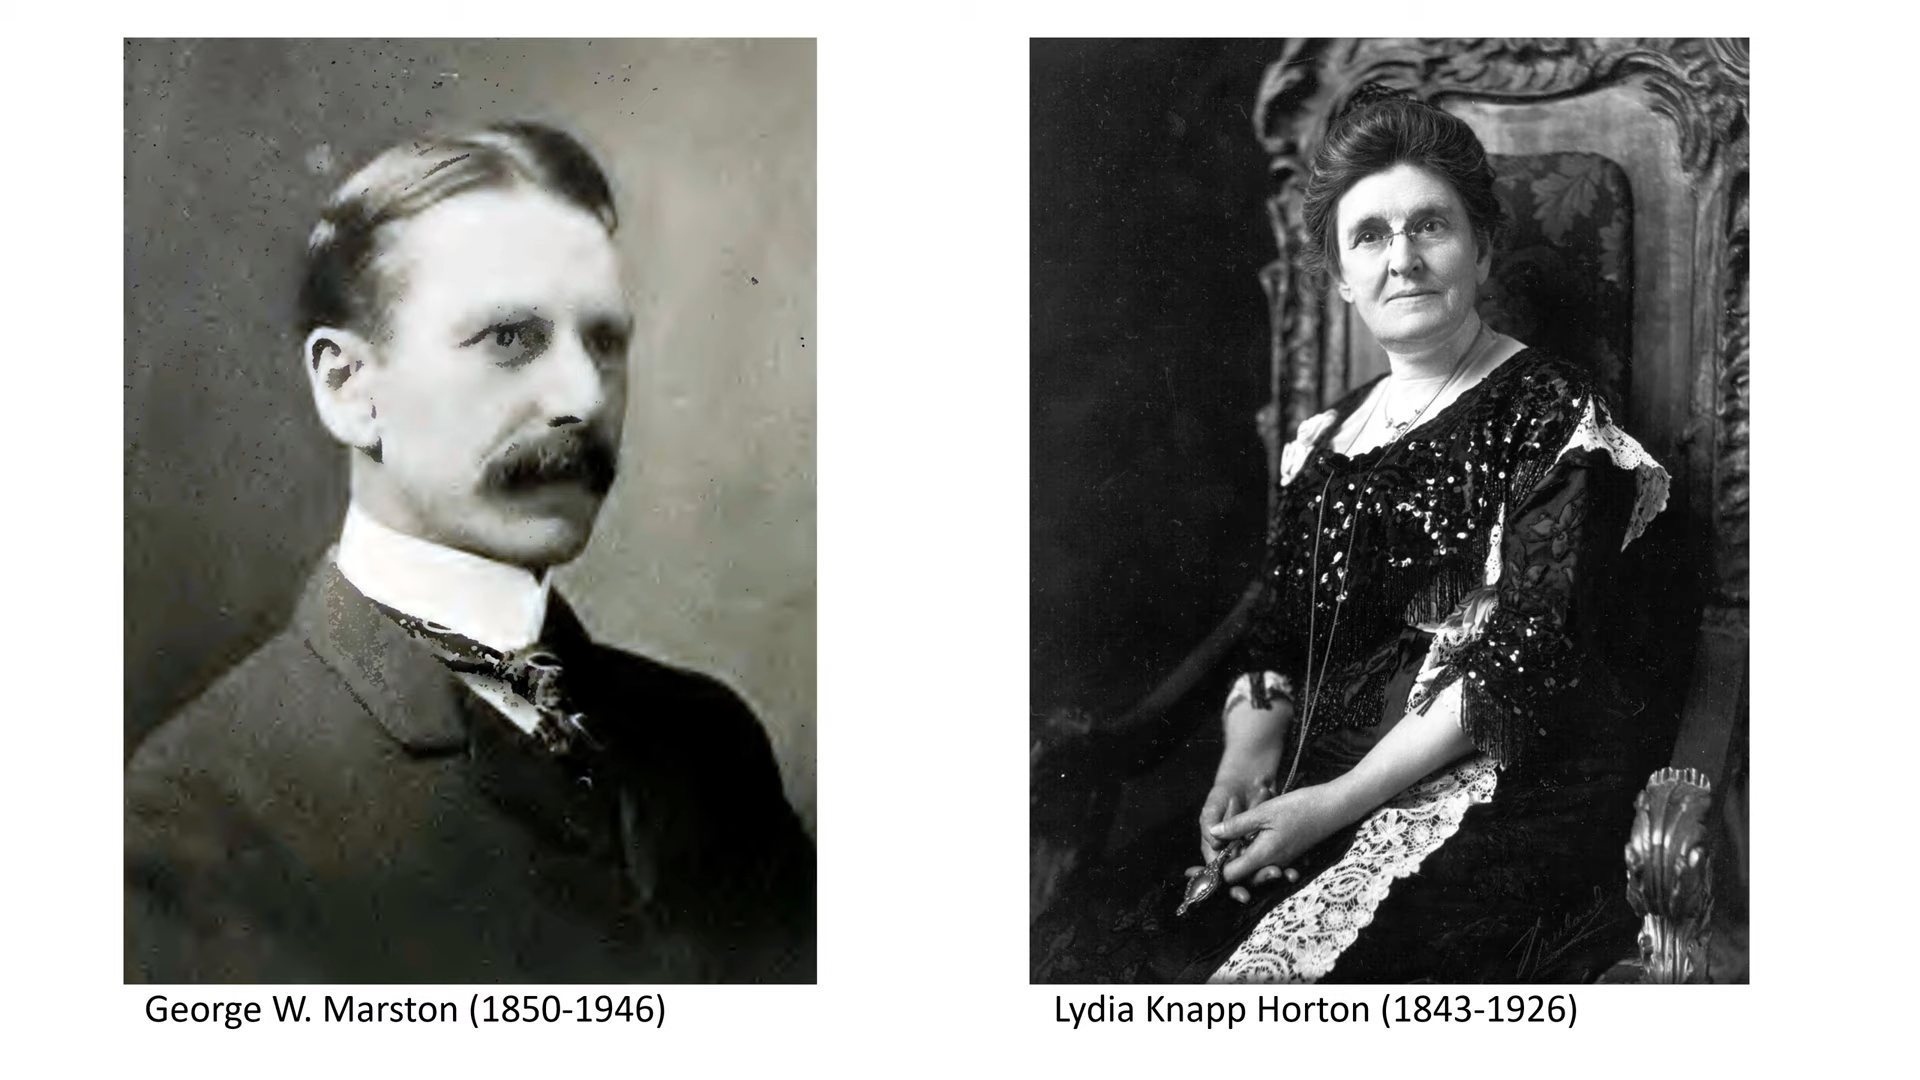 George W. Marston (1850-1946)
Lydia Knapp Horton (1843-1926)